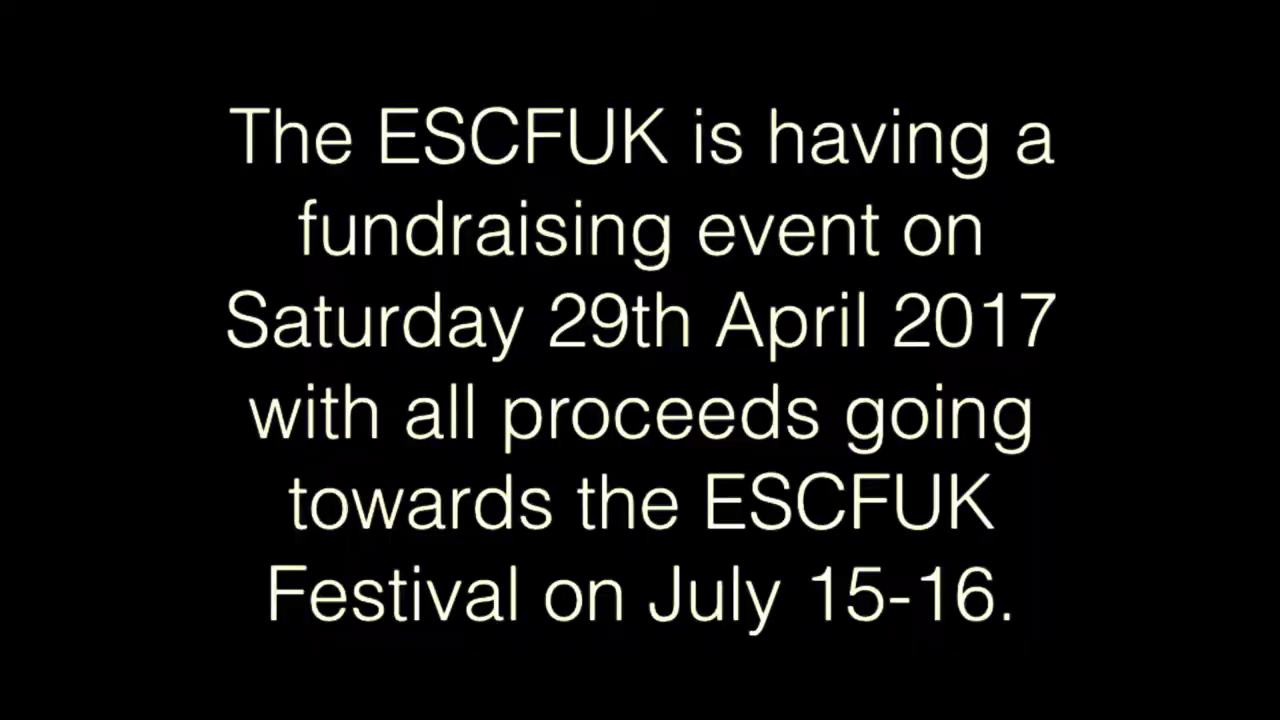 The ESCFUK is having a
fundraising event on
Saturday 29th April 2017
with all proceeds going
towards the ESCFUK
Festival on July 15-16.